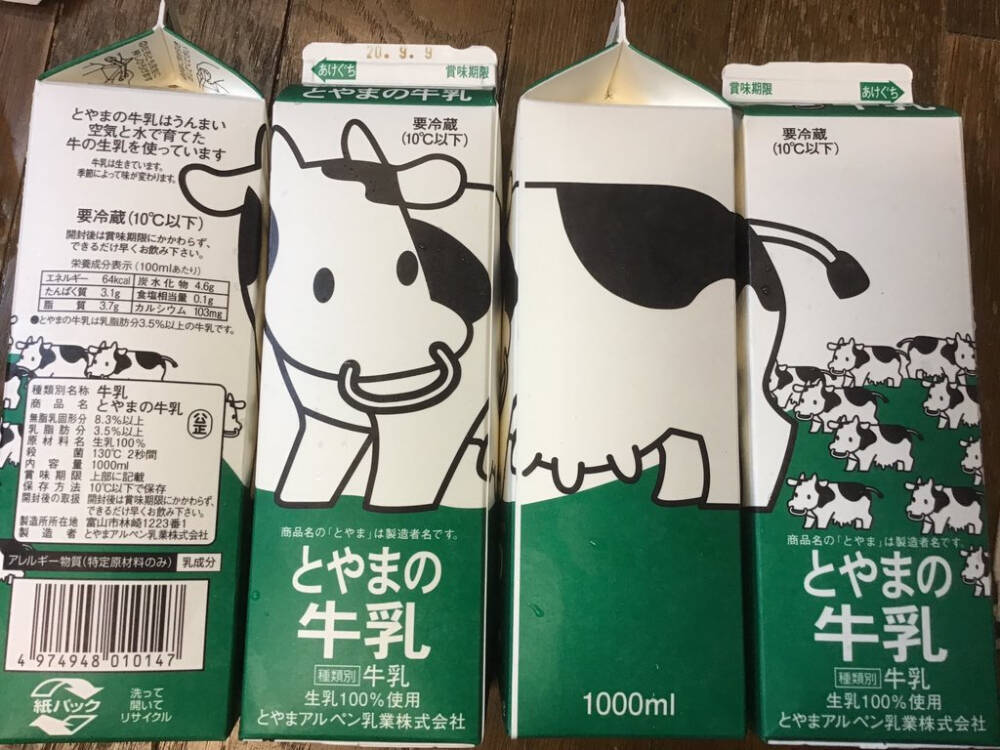 とやまの牛乳はうんまい
空気と水で育てた
牛の生乳を使っています
牛乳は生きています。
季節によって味が変わります。
要冷蔵(10℃以下)
開封後は賞味期限にかかわらず、
できるだけ早くお飲み下さい。
栄養成分表示(100mlあたり)
エネルギー 64kcal 炭水化物 4.6g
たんぱく質 3.1g 食塩相当量 0.1g
脂質 3.7g カルシウム 103mg
●とやまの牛乳は乳脂肪分3.5%以上の牛乳です。
種類別名称 牛乳
商品名 とやまの牛乳
無脂乳固形分 8.3%以上
乳脂肪分 3.5%以上
原材料名 生乳100%
殺菌 130℃ 2秒間
内容量 1000ml
賞味期限 上部に記載
保存方法 10℃以下で保存
開封後の取扱 開封後は賞味期限にかかわらず、
できるだけ早くお飲み下さい。
製造所所在地 富山市林崎1223番1
製造者 とやまアルペン乳業株式会社
公正
アレルギー物質(特定原材料のみ) 乳成分
4 974948 010147
紙パック
洗って
開いて
リサイクル
20.9.9
あけぐち 賞味期限
とやまの牛乳
要冷蔵
(10℃以下)
商品名の「とやま」は製造者名です。
とやまの
牛乳
種類別 牛乳
生乳100%使用
とやまアルペン乳業株式会社
1000ml
賞味期限 あけぐち
要冷蔵
(10℃以下)
商品名の「とやま」は製造者名です。
とやまの
牛乳
種類別 牛乳
生乳100%使用
とやまアルペン乳業株式会社